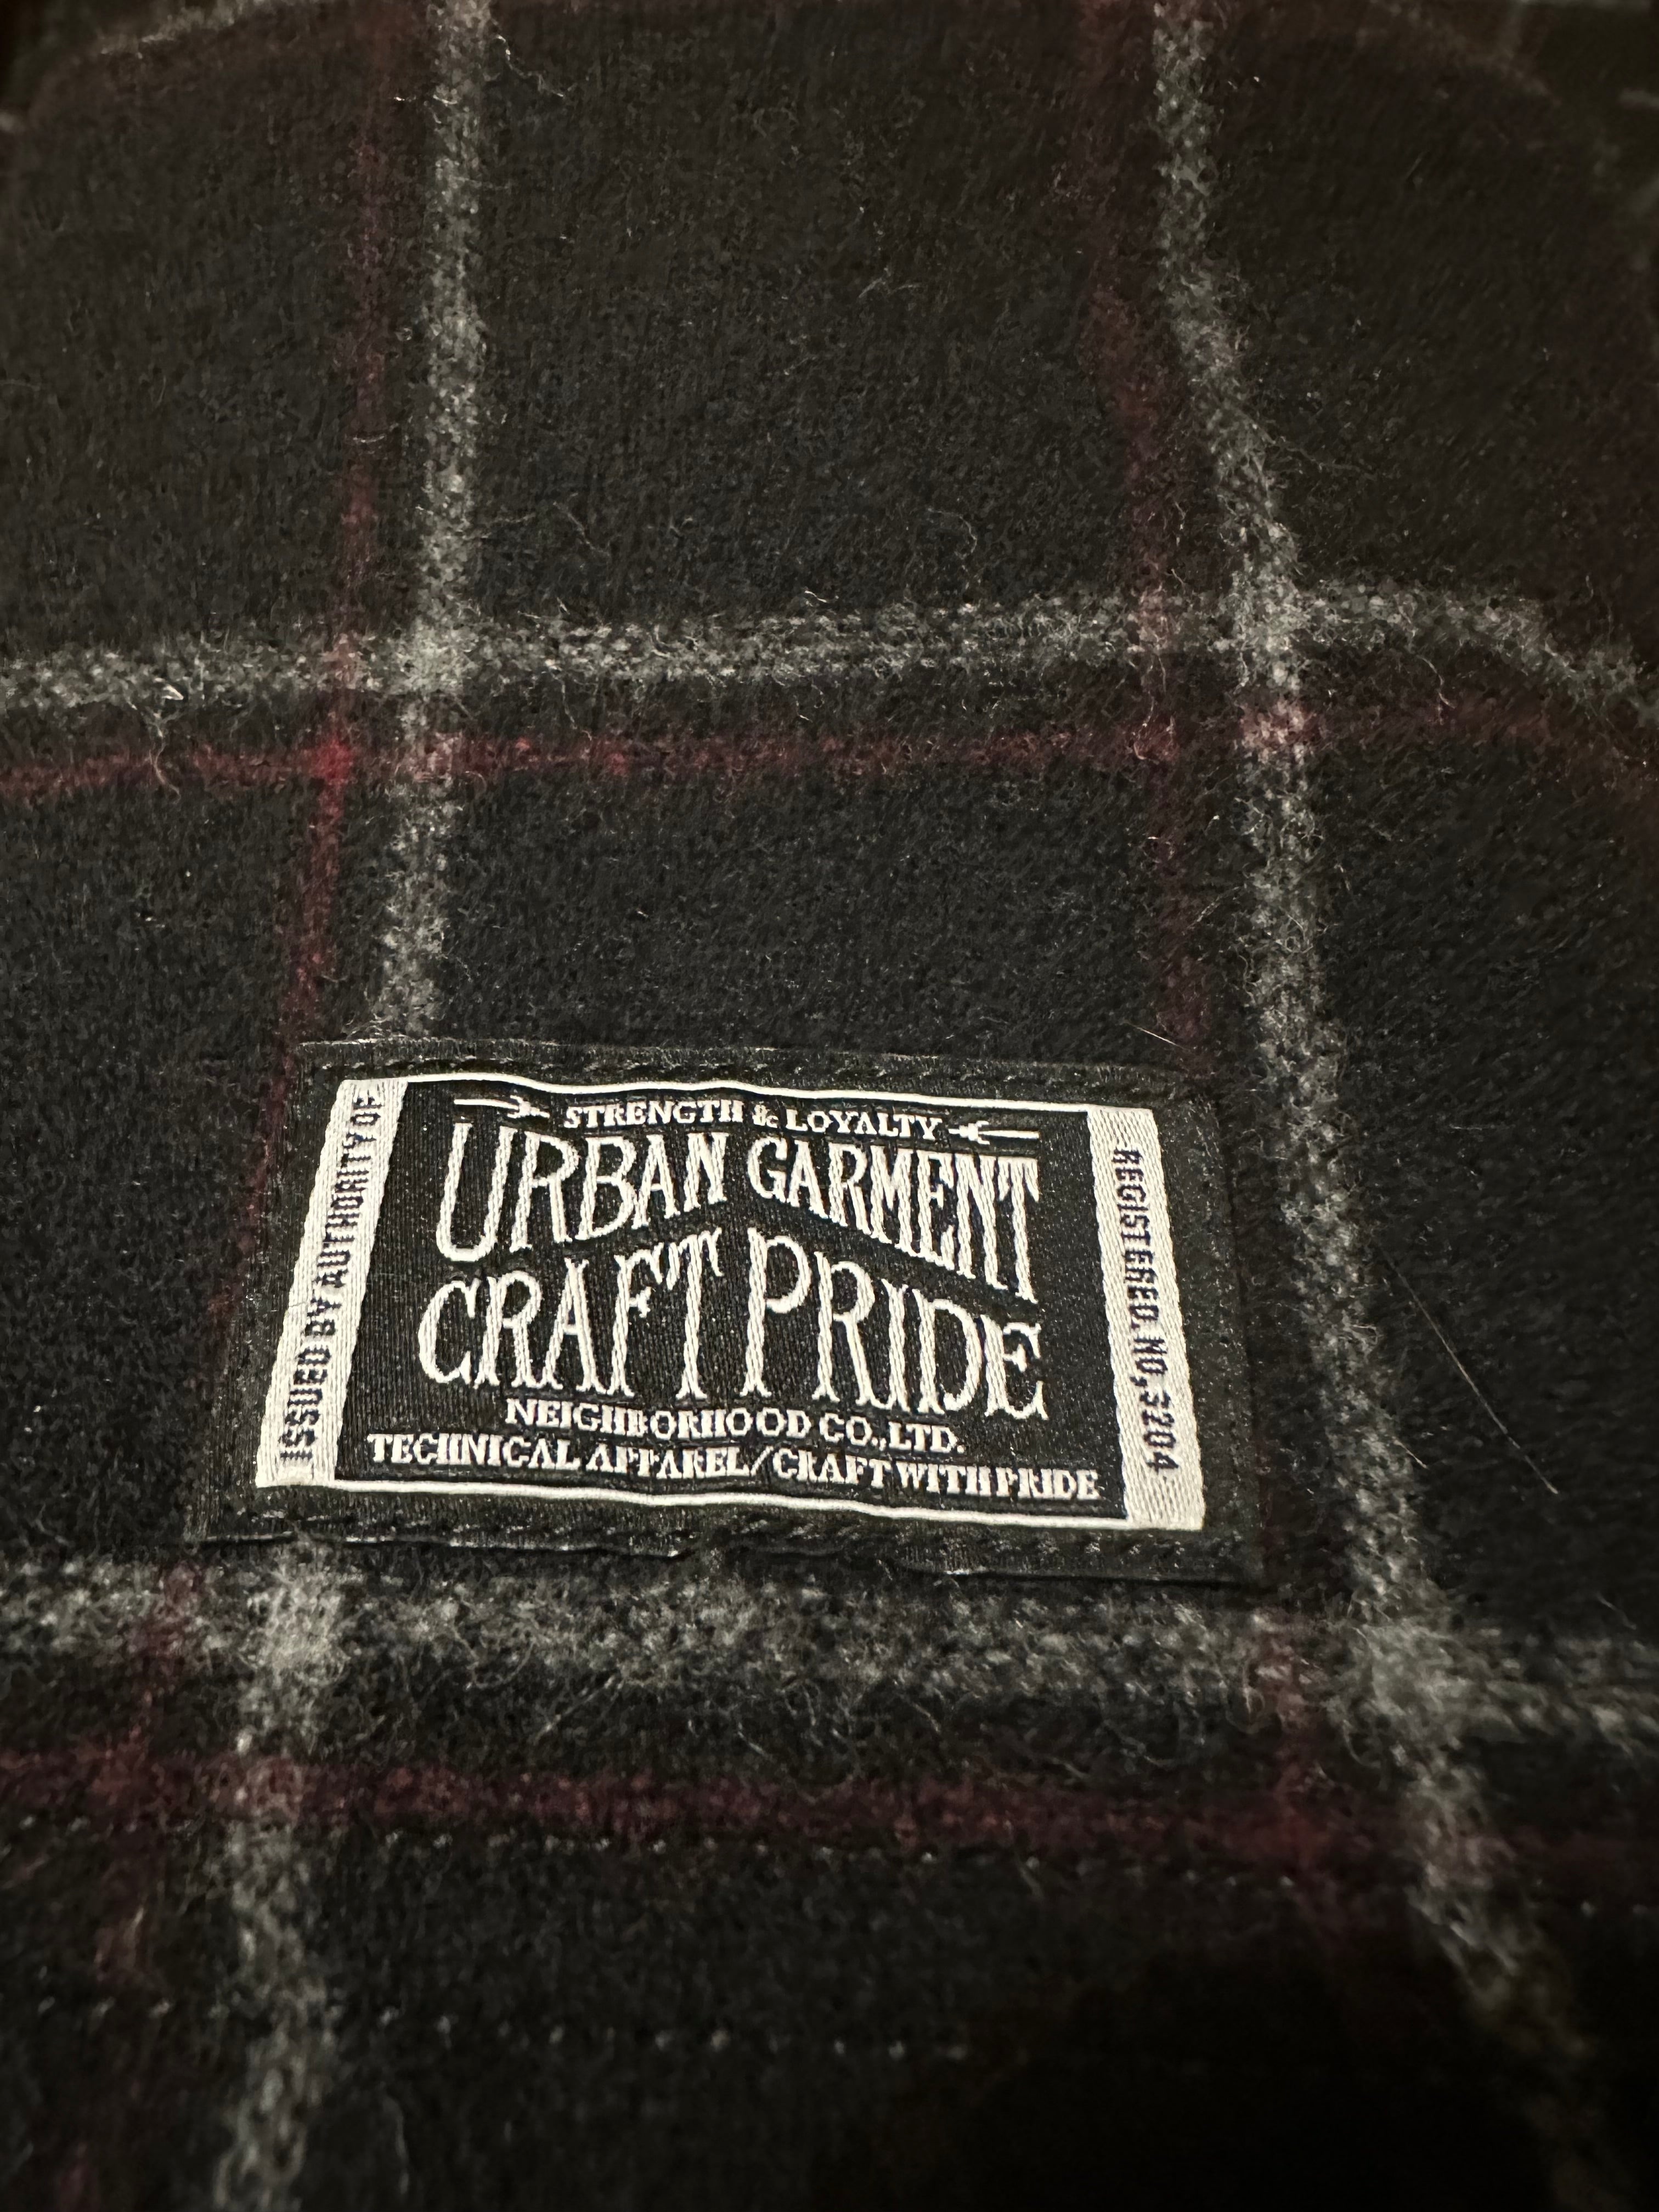 STRENGTH & LOYALTY
URBAN GARMENT
CRAFT PRIDE
NEIGHBORHOOD CO.,LTD.
TECHNICAL APPAREL/CRAFT WITH PRIDE
ISSUED BY AUTHORITY OF
REGISTERED. NO, 3204